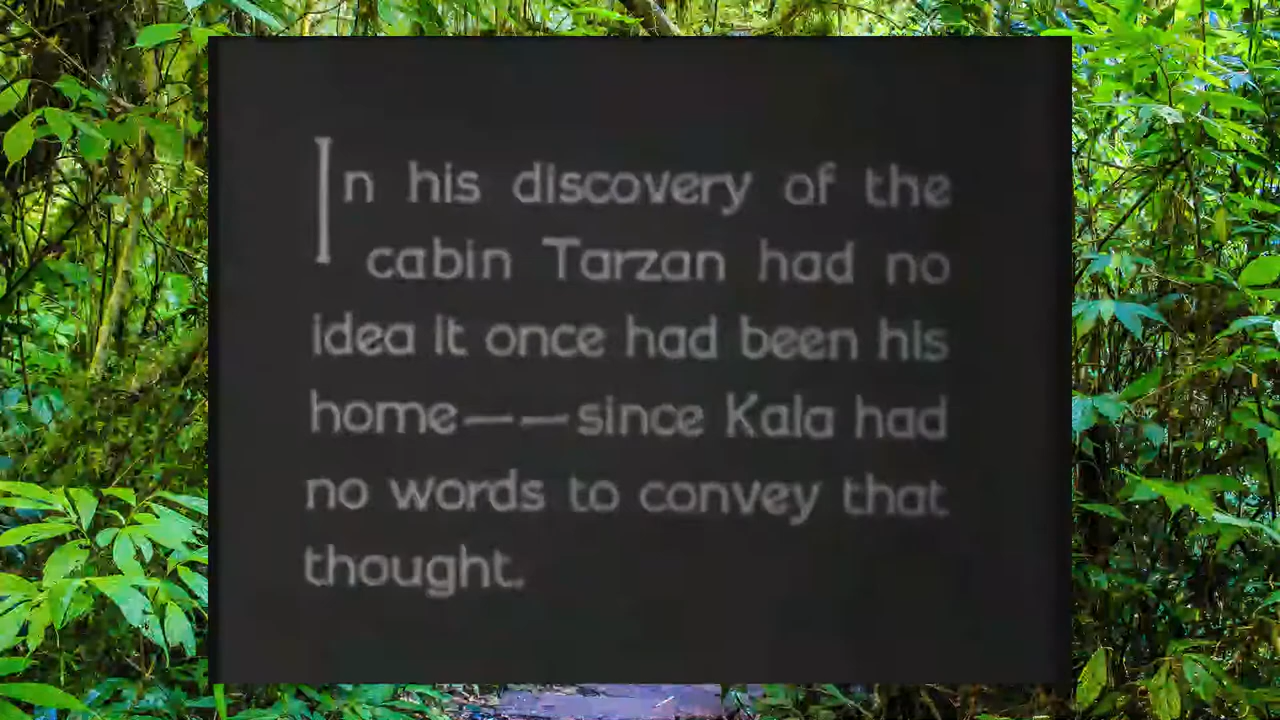 In his discovery of the
cabin Tarzan had no
idea it once had been his
home——since Kala had
no words to convey that
thought.